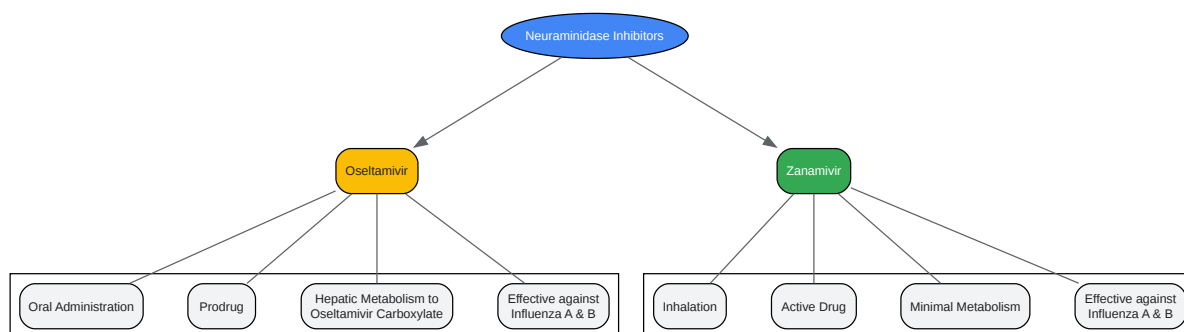 Neuraminidase Inhibitors
Oseltamivir
Zanamivir
Oral Administration
Prodrug
Hepatic Metabolism to
Oseltamivir Carboxylate
Effective against
Influenza A & B
Inhalation
Active Drug
Minimal Metabolism
Effective against
Influenza A & B